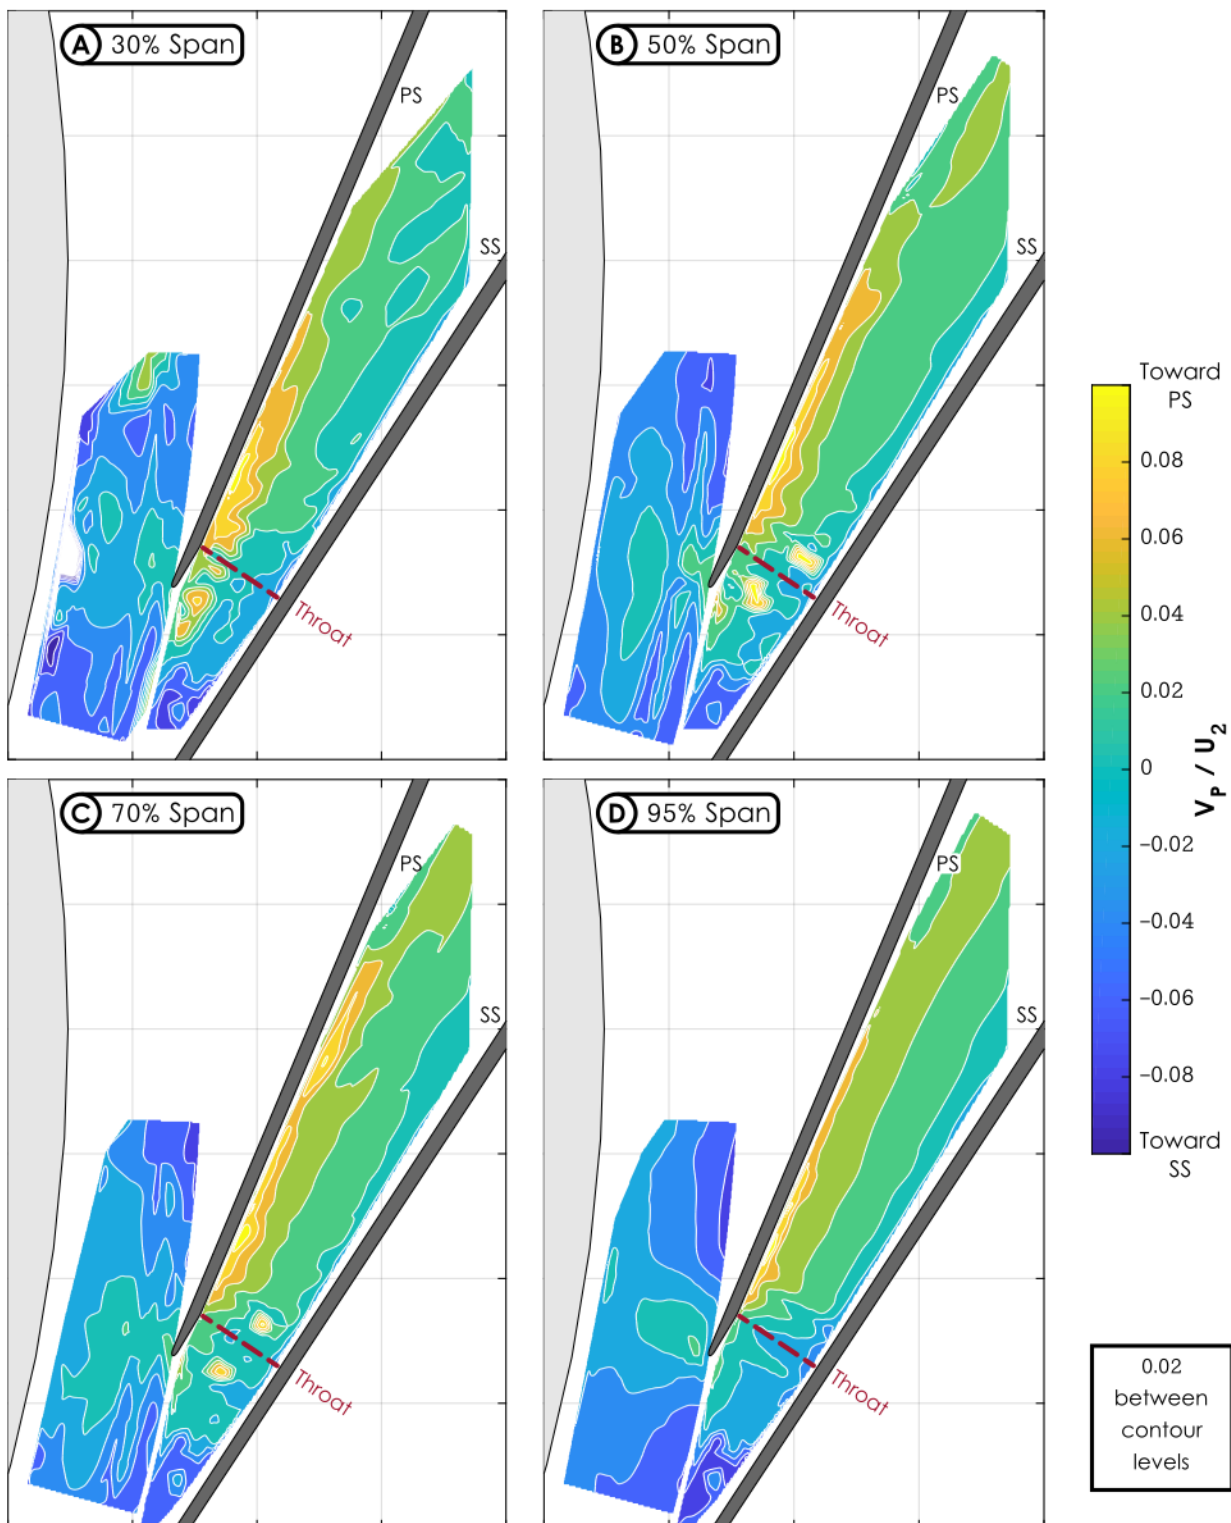 A 30% Span
PS
SS
Throat
B 50% Span
PS
SS
Throat
C 70% Span
PS
SS
Throat
D 95% Span
PS
SS
Throat
Toward
PS
0.08
0.06
0.04
0.02
0
−0.02
−0.04
−0.06
−0.08
Toward
SS
VP / U2
0.02
between
contour
levels